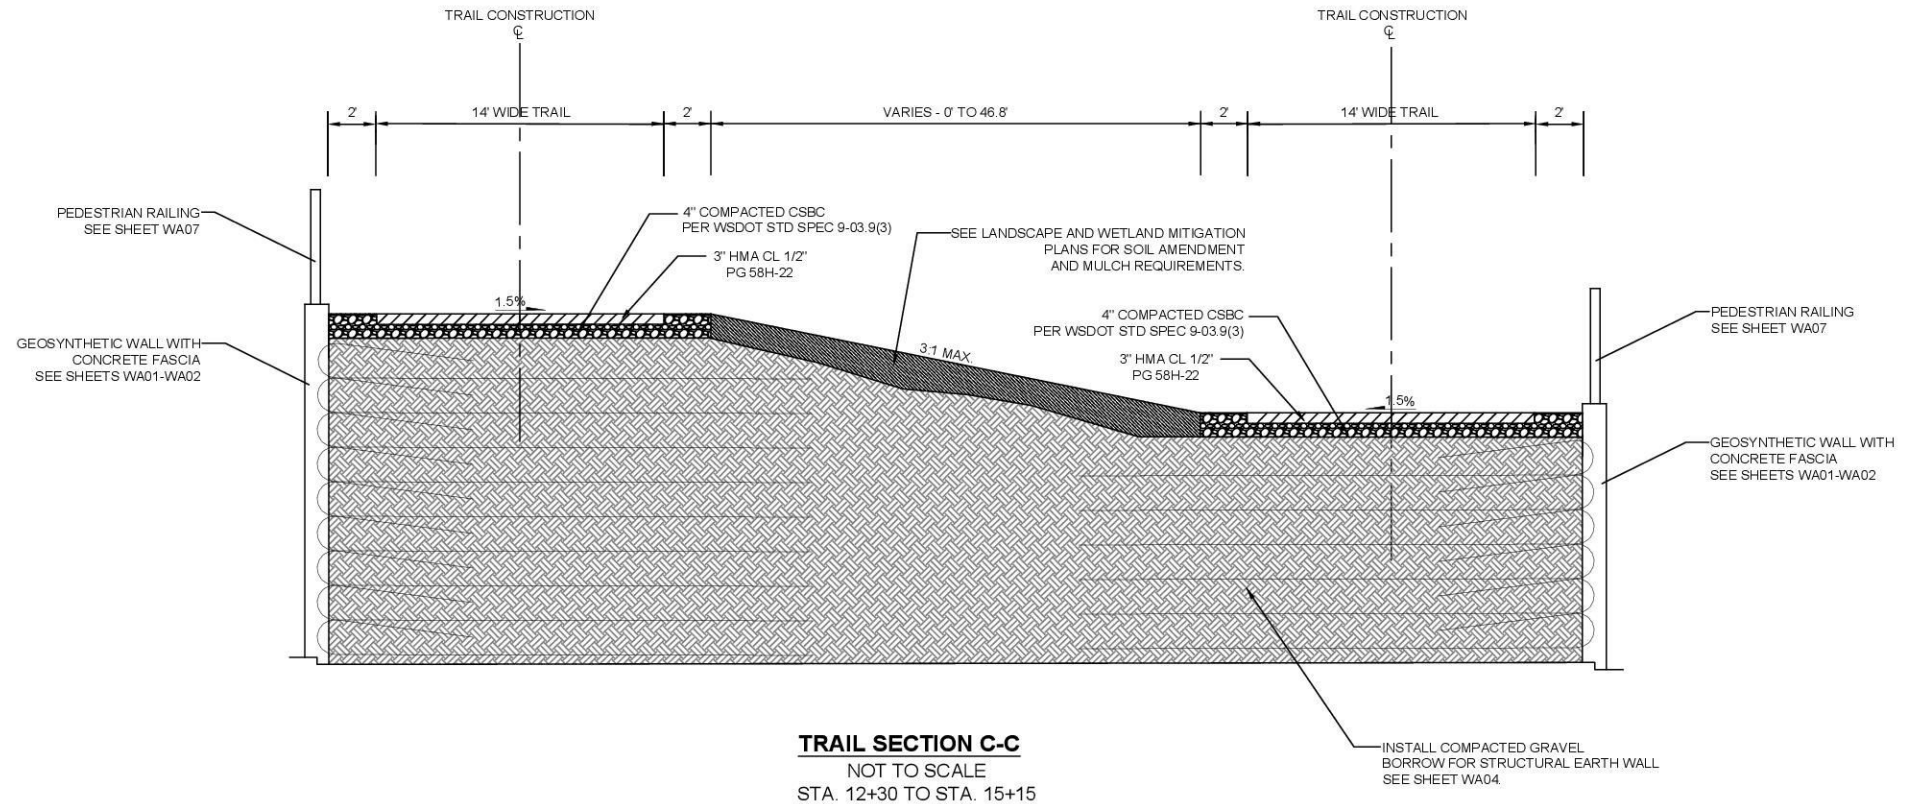 TRAIL CONSTRUCTION
℄
TRAIL CONSTRUCTION
℄
2'
14' WIDE TRAIL
2'
VARIES - 0' TO 46.8'
2'
14' WIDE TRAIL
2'
PEDESTRIAN RAILING
SEE SHEET WA07
4" COMPACTED CSBC
PER WSDOT STD SPEC 9-03.9(3)
3" HMA CL 1/2"
PG 58H-22
SEE LANDSCAPE AND WETLAND MITIGATION
PLANS FOR SOIL AMENDMENT
AND MULCH REQUIREMENTS.
1.5%
GEOSYNTHETIC WALL WITH
CONCRETE FASCIA
SEE SHEETS WA01-WA02
3:1 MAX.
4" COMPACTED CSBC
PER WSDOT STD SPEC 9-03.9(3)
3" HMA CL 1/2"
PG 58H-22
1.5%
PEDESTRIAN RAILING
SEE SHEET WA07
GEOSYNTHETIC WALL WITH
CONCRETE FASCIA
SEE SHEETS WA01-WA02
INSTALL COMPACTED GRAVEL
BORROW FOR STRUCTURAL EARTH WALL
SEE SHEET WA04.
TRAIL SECTION C-C
NOT TO SCALE
STA. 12+30 TO STA. 15+15